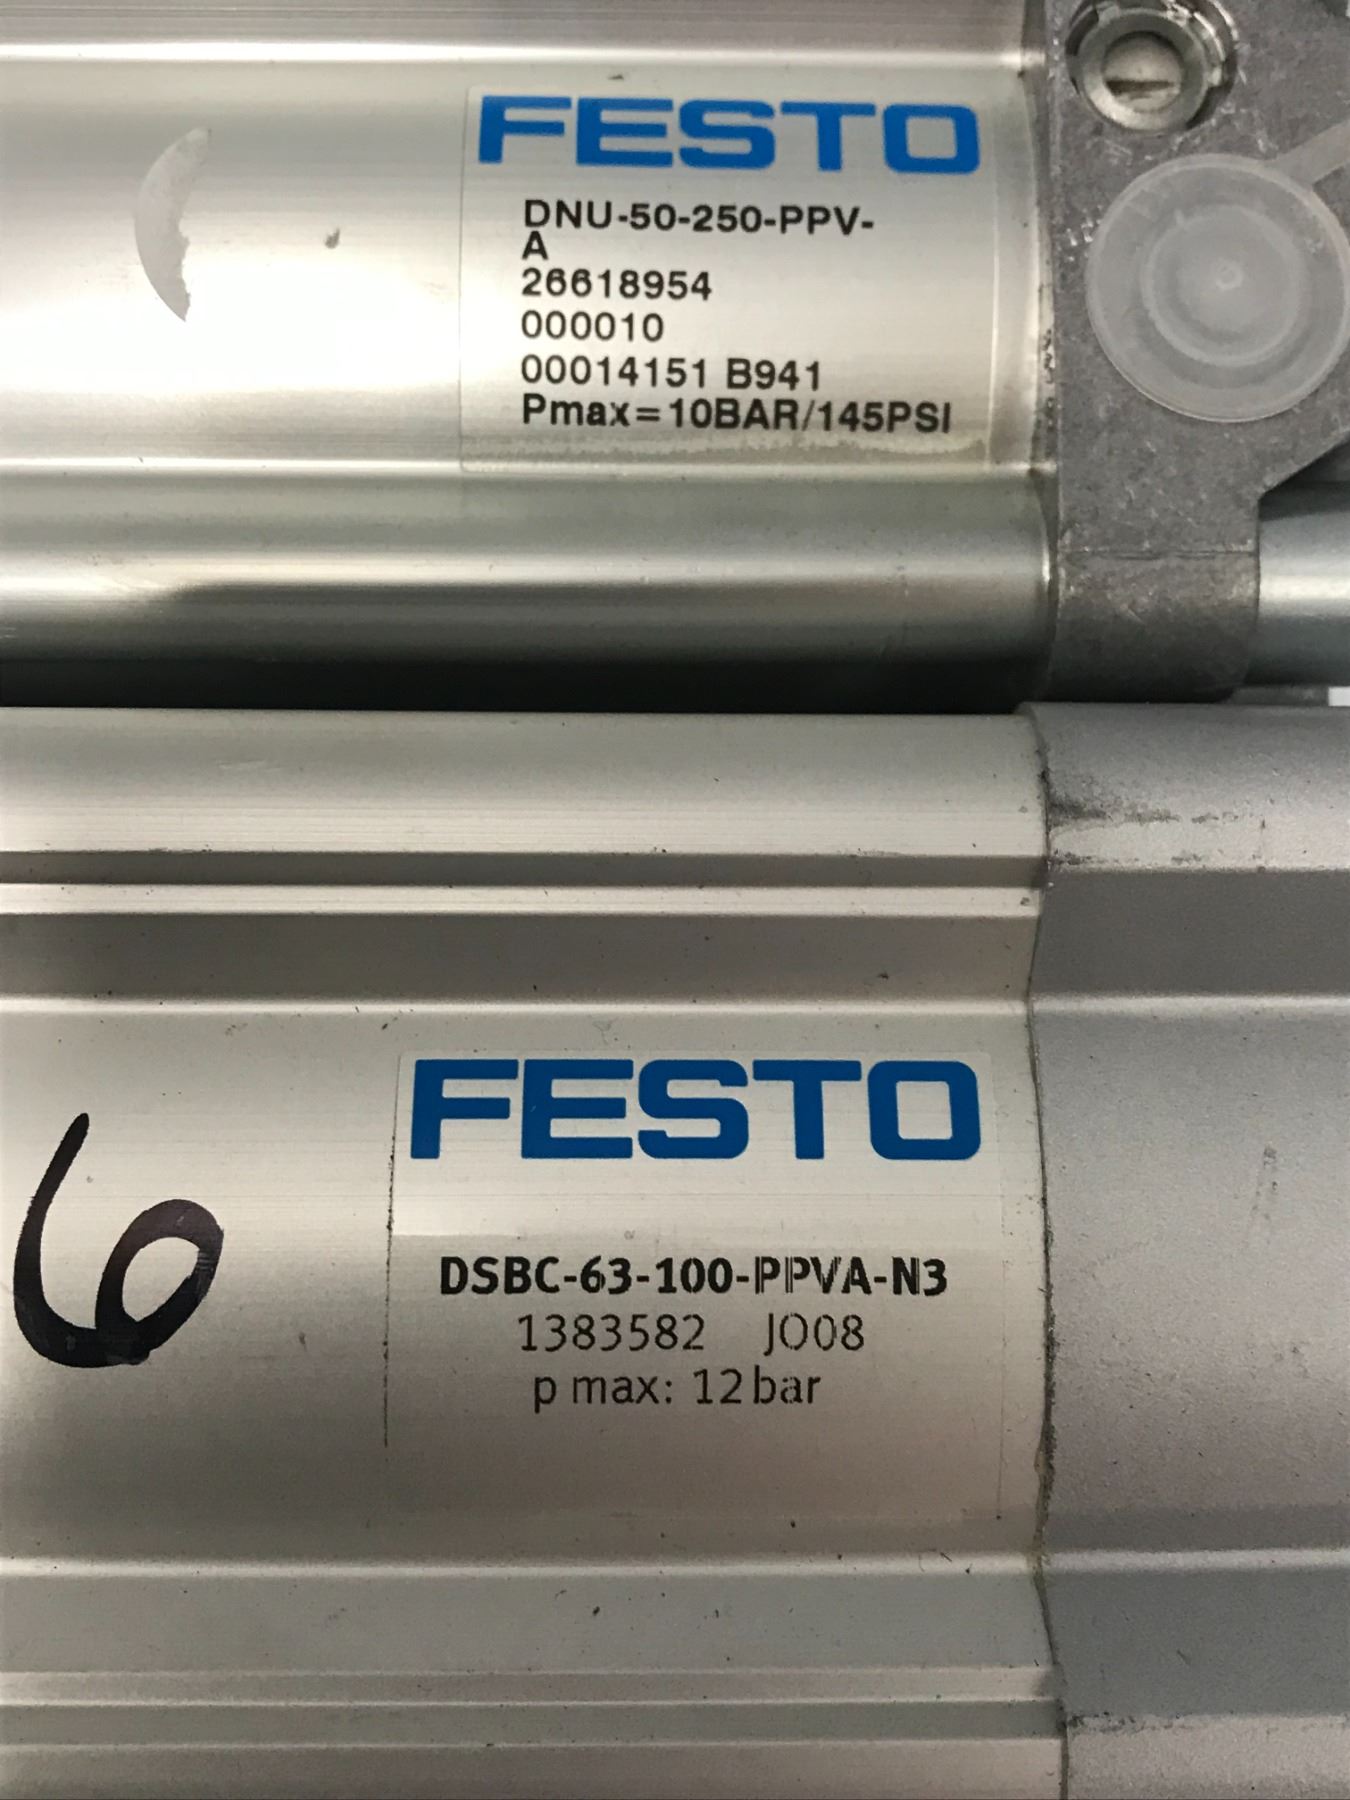 FESTO
DNU-50-250-PPV-
A
26618954
000010
00014151 B941
Pmax=10BAR/145PSI
FESTO
6
DSBC-63-100-PPVA-N3
1383582 JO08
p max: 12 bar